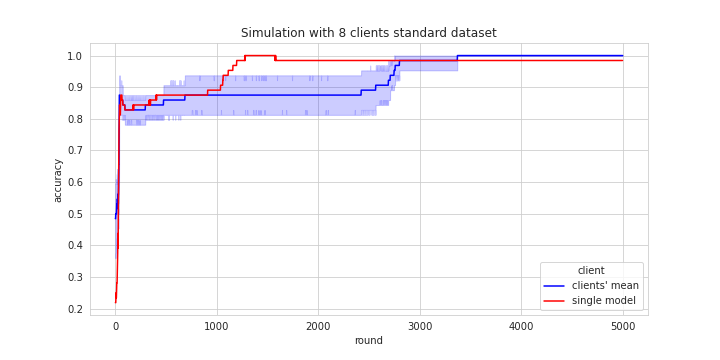 Simulation with 8 clients standard dataset
1.0
0.9
0.8
0.7
0.6
0.5
0.4
0.3
0.2
accuracy
0 1000 2000 3000 4000 5000
round
client
clients' mean
single model